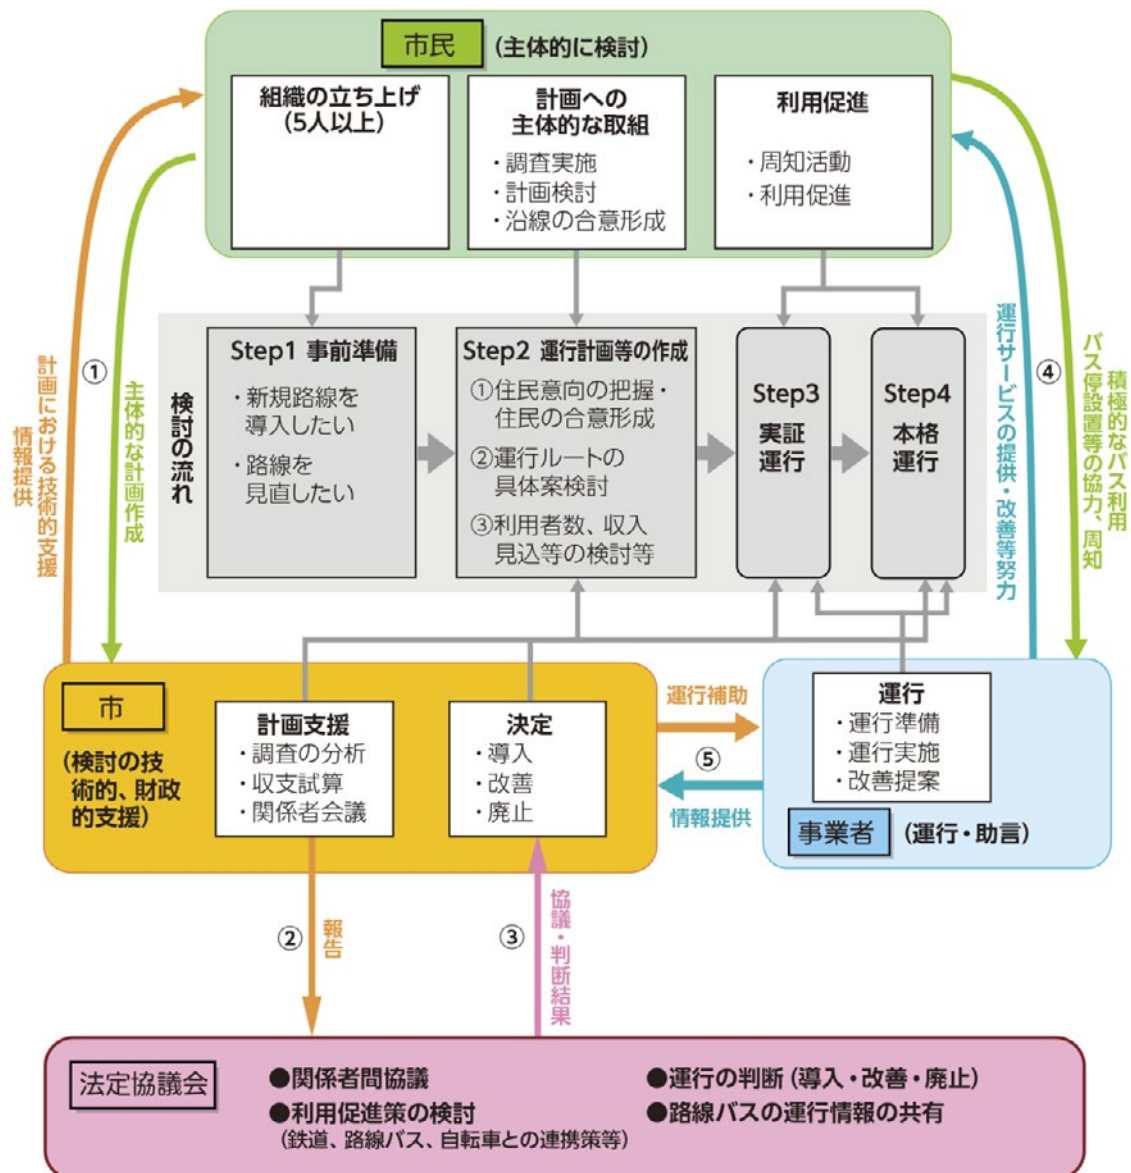 市民 (主体的に検討)
組織の立ち上げ
(5人以上)
計画への
主体的な取組
・調査実施
・計画検討
・沿線の合意形成
利用促進
・周知活動
・利用促進
検討の流れ
Step1 事前準備
・新規路線を
導入したい
・路線を
見直したい
Step2 運行計画等の作成
①住民意向の把握・
住民の合意形成
②運行ルートの
具体案検討
③利用者数、収入
見込等の検討等
Step3
実証
運行
Step4
本格
運行
計画における技術的支援
情報提供
①
主体的な計画作成
運行サービスの提供・改善等努力
④
積極的なバス利用
バス停設置等の協力、周知
市
(検討の技
術的、財政
的支援)
計画支援
・調査の分析
・収支試算
・関係者会議
決定
・導入
・改善
・廃止
運行補助
⑤
情報提供
運行
・運行準備
・運行実施
・改善提案
事業者 (運行・助言)
②
報告
③
協議・判断結果
法定協議会
●関係者間協議
●利用促進策の検討
(鉄道、路線バス、自転車との連携策等)
●運行の判断 (導入・改善・廃止)
●路線バスの運行情報の共有